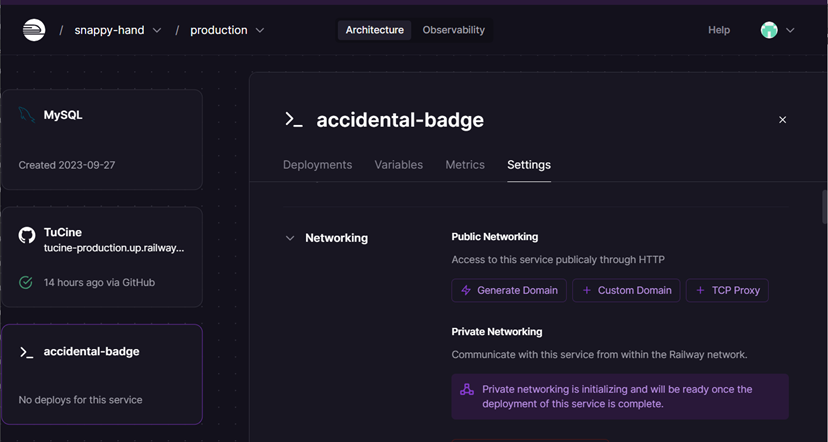 / snappy-hand / production Architecture Observability Help
MySQL
Created 2023-09-27
TuCine
tucine-production.up.railway...
14 hours ago via GitHub
accidental-badge
No deploys for this service
accidental-badge
Deployments Variables Metrics Settings
Networking
Public Networking
Access to this service publicaly through HTTP
Generate Domain + Custom Domain + TCP Proxy
Private Networking
Communicate with this service from within the Railway network.
Private networking is initializing and will be ready once the
deployment of this service is complete.